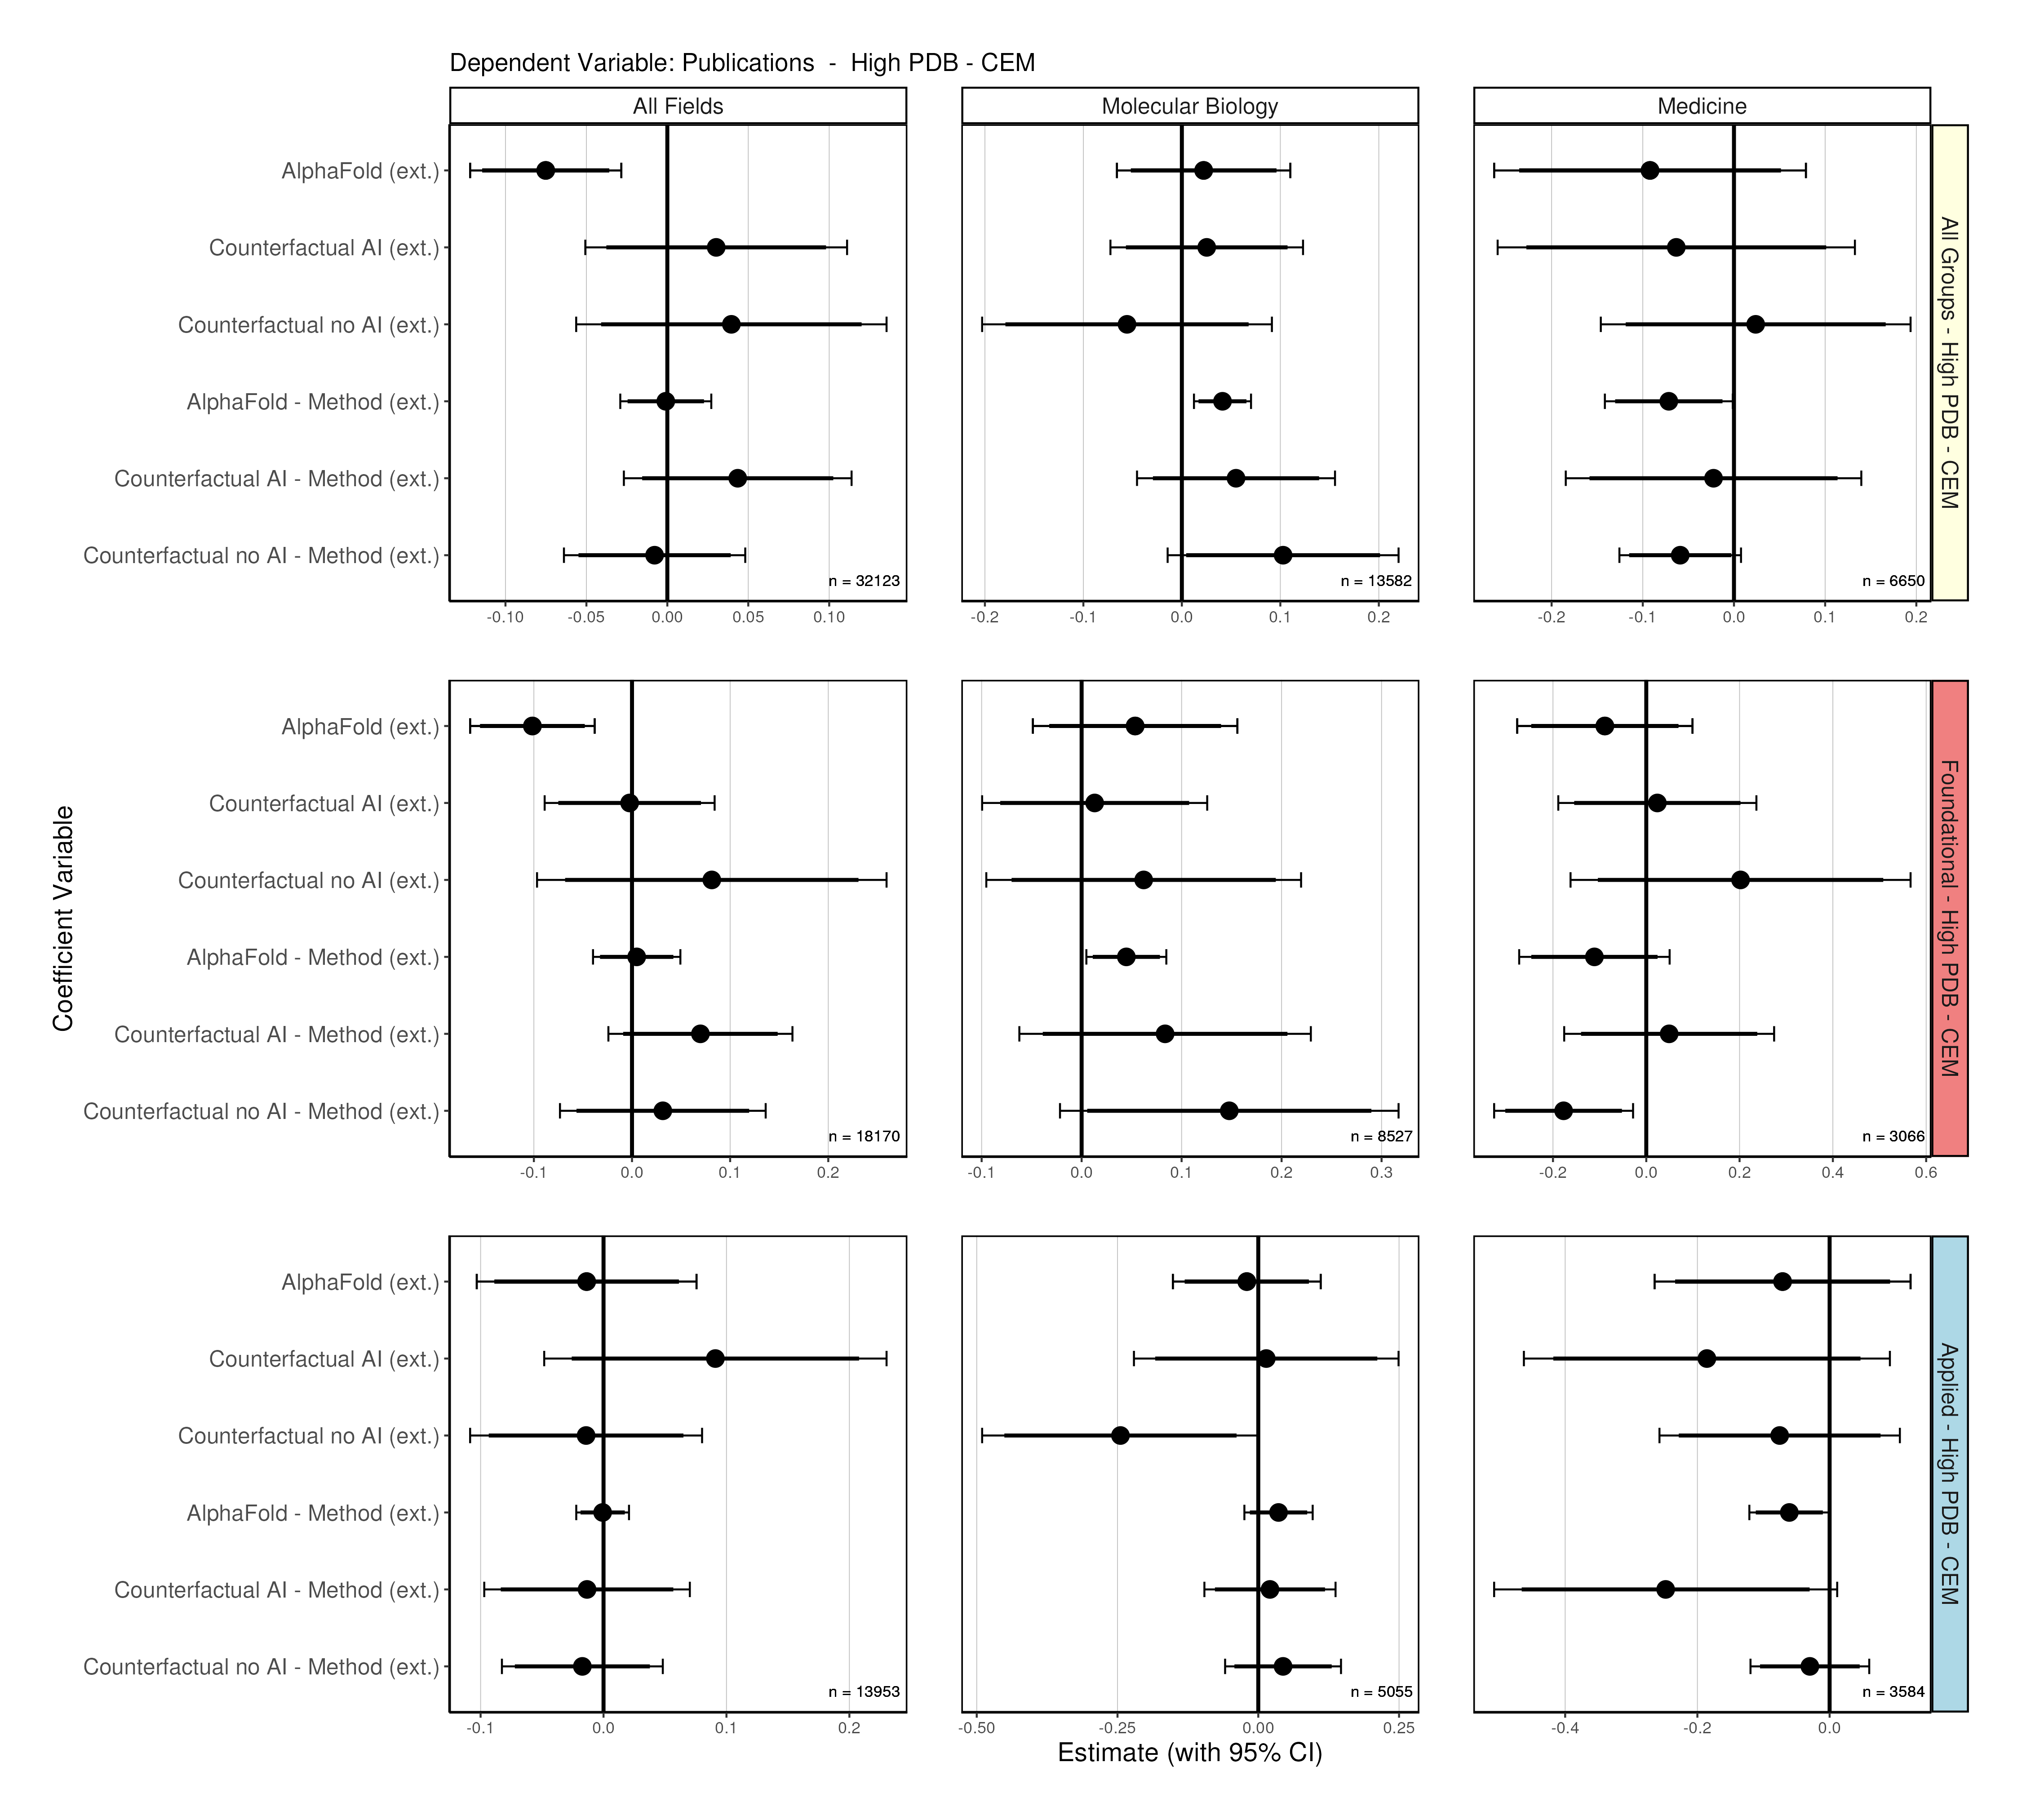 Dependent Variable: Publications - High PDB - CEM
All Fields
Molecular Biology
Medicine
AlphaFold (ext.)
Counterfactual AI (ext.)
Counterfactual no AI (ext.)
AlphaFold - Method (ext.)
Counterfactual AI - Method (ext.)
Counterfactual no AI - Method (ext.)
n = 32123
n = 13582
n = 6650
-0.10 -0.05 0.00 0.05 0.10
-0.2 -0.1 0.0 0.1 0.2
-0.2 -0.1 0.0 0.1 0.2
All Groups - High PDB - CEM
Coefficient Variable
AlphaFold (ext.)
Counterfactual AI (ext.)
Counterfactual no AI (ext.)
AlphaFold - Method (ext.)
Counterfactual AI - Method (ext.)
Counterfactual no AI - Method (ext.)
n = 18170
n = 8527
n = 3066
-0.1 0.0 0.1 0.2
-0.1 0.0 0.1 0.2 0.3
-0.2 0.0 0.2 0.4 0.6
Foundational - High PDB - CEM
AlphaFold (ext.)
Counterfactual AI (ext.)
Counterfactual no AI (ext.)
AlphaFold - Method (ext.)
Counterfactual AI - Method (ext.)
Counterfactual no AI - Method (ext.)
n = 13953
n = 5055
n = 3584
-0.1 0.0 0.1 0.2
-0.50 -0.25 0.00 0.25
-0.4 -0.2 0.0
Applied - High PDB - CEM
Estimate (with 95% CI)